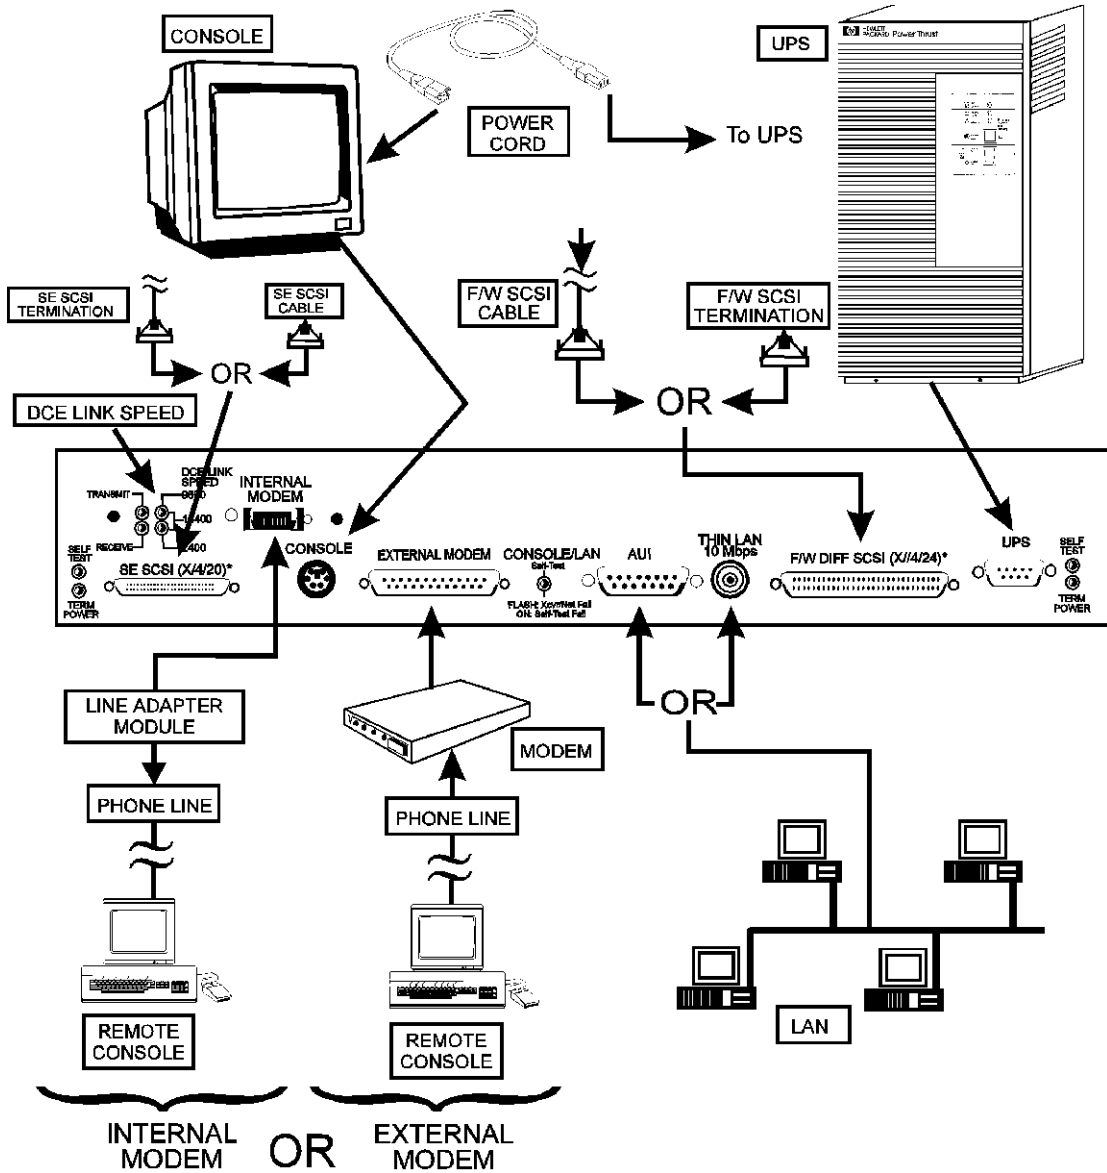 CONSOLE
UPS
HEWLETT
PACKARD Power Thrust
POWER
CORD
To UPS
SE SCSI
TERMINATION
SE SCSI
CABLE
F/W SCSI
CABLE
F/W SCSI
TERMINATION
OR
OR
DCE LINK SPEED
DCE/LINK
SPEED
TRANSMIT
RECEIVE
SELF
TEST
TERM
POWER
SE SCSI (X/4/20)*
INTERNAL
MODEM
CONSOLE
EXTERNAL MODEM
CONSOLE/LAN
Self-Test
FLASH: Xcvr/Net Fail
ON: Self-Test Fail
AUI
THIN LAN
10 Mbps
F/W DIFF SCSI (X//4/24)*
UPS
SELF
TEST
TERM
POWER
LINE ADAPTER
MODULE
OR
MODEM
PHONE LINE
PHONE LINE
REMOTE
CONSOLE
REMOTE
CONSOLE
LAN
INTERNAL
MODEM
OR
EXTERNAL
MODEM